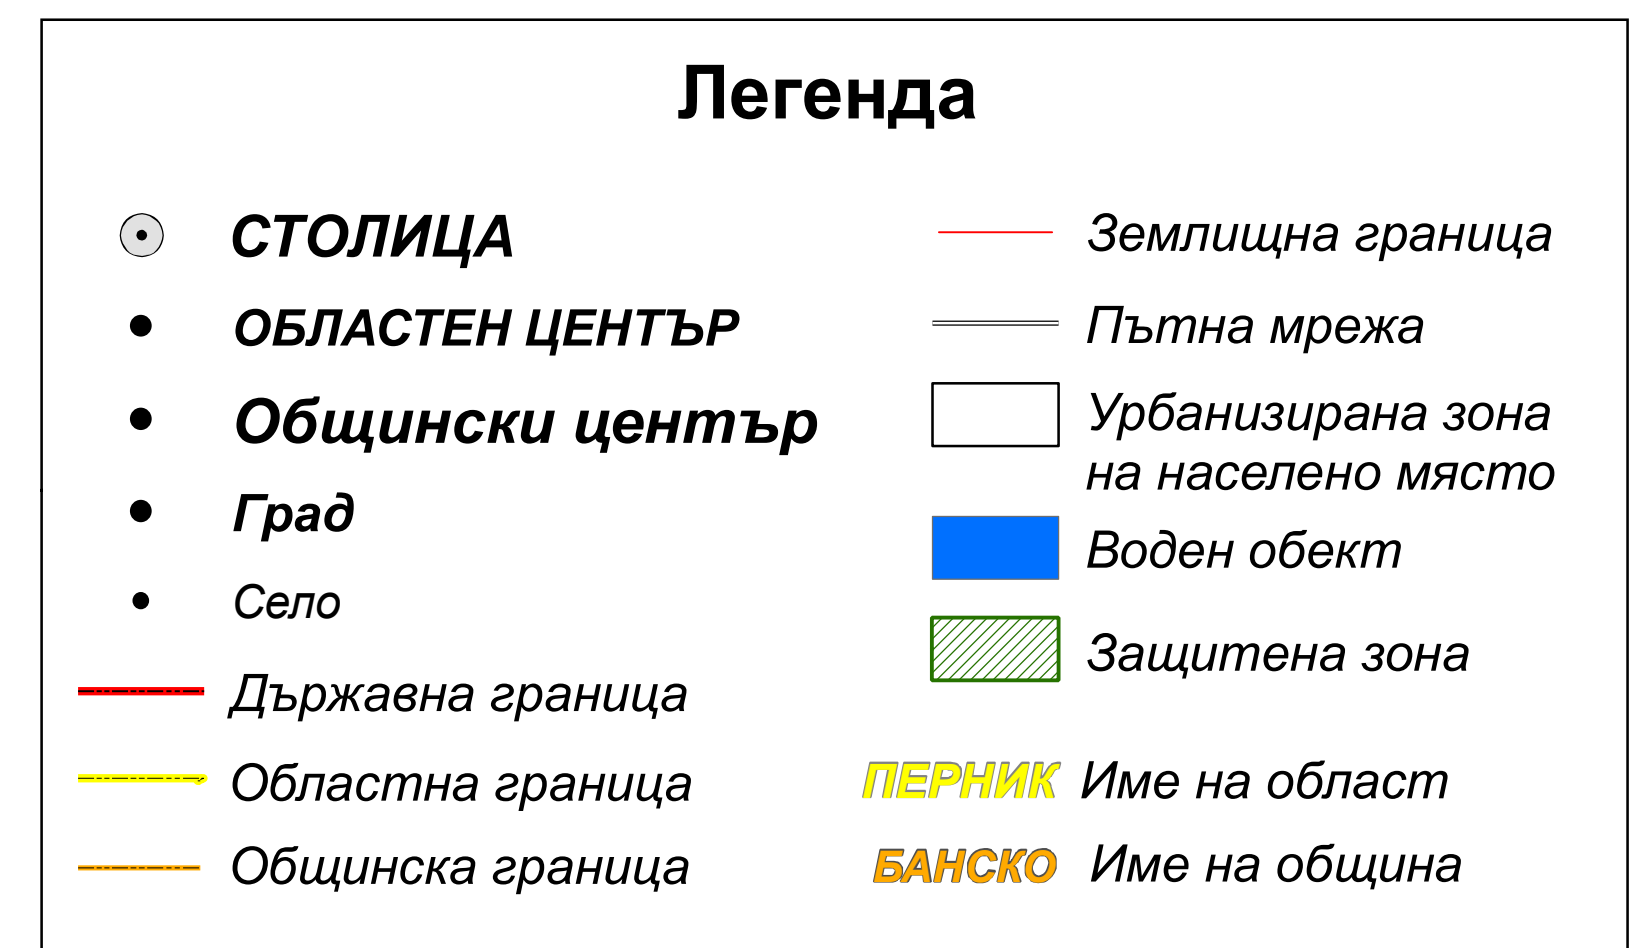 Легенда
СТОЛИЦА
ОБЛАСТЕН ЦЕНТЪР
Общински център
Град
Село
Държавна граница
Областна граница
Общинска граница
Землищна граница
Пътна мрежа
Урбанизирана зона
на населено място
Воден обект
Защитена зона
ПЕРНИК Име на област
БАНСКО Име на община